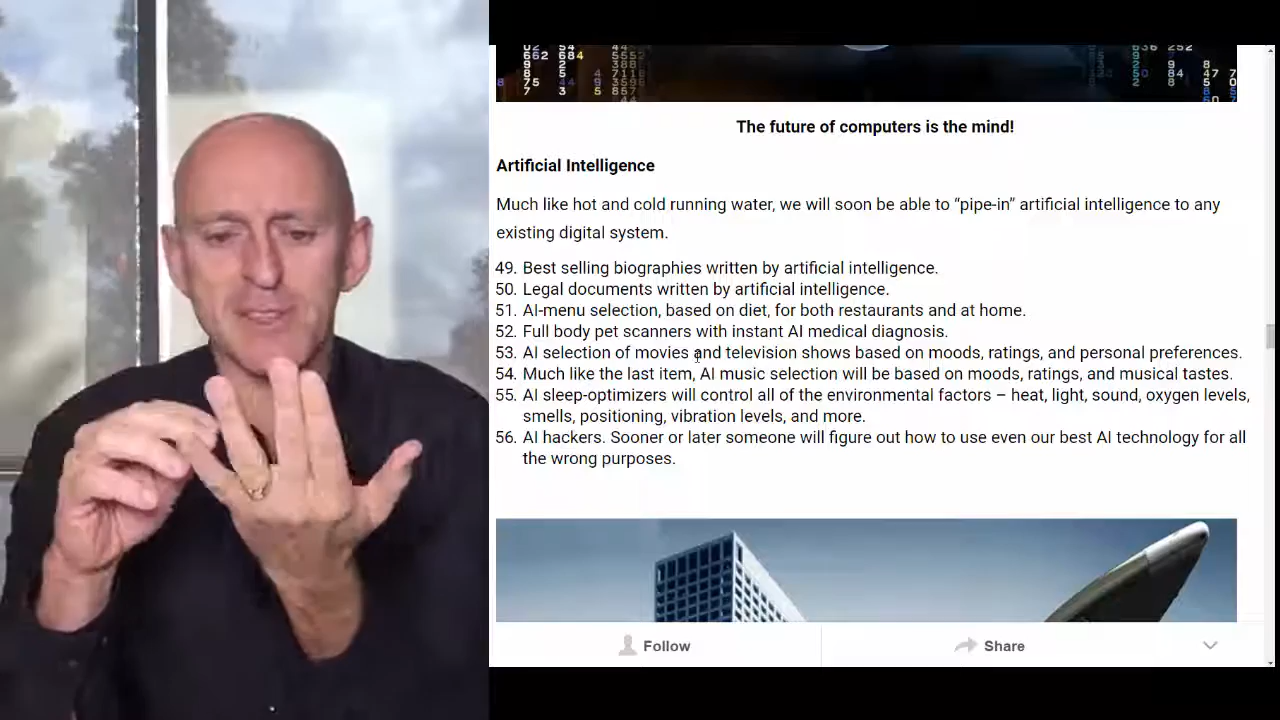 The future of computers is the mind!
Artificial Intelligence
Much like hot and cold running water, we will soon be able to “pipe-in” artificial intelligence to any
existing digital system.
49. Best selling biographies written by artificial intelligence.
50. Legal documents written by artificial intelligence.
51. AI-menu selection, based on diet, for both restaurants and at home.
52. Full body pet scanners with instant AI medical diagnosis.
53. AI selection of movies and television shows based on moods, ratings, and personal preferences.
54. Much like the last item, AI music selection will be based on moods, ratings, and musical tastes.
55. AI sleep-optimizers will control all of the environmental factors – heat, light, sound, oxygen levels,
smells, positioning, vibration levels, and more.
56. AI hackers. Sooner or later someone will figure out how to use even our best AI technology for all
the wrong purposes.
Follow
Share